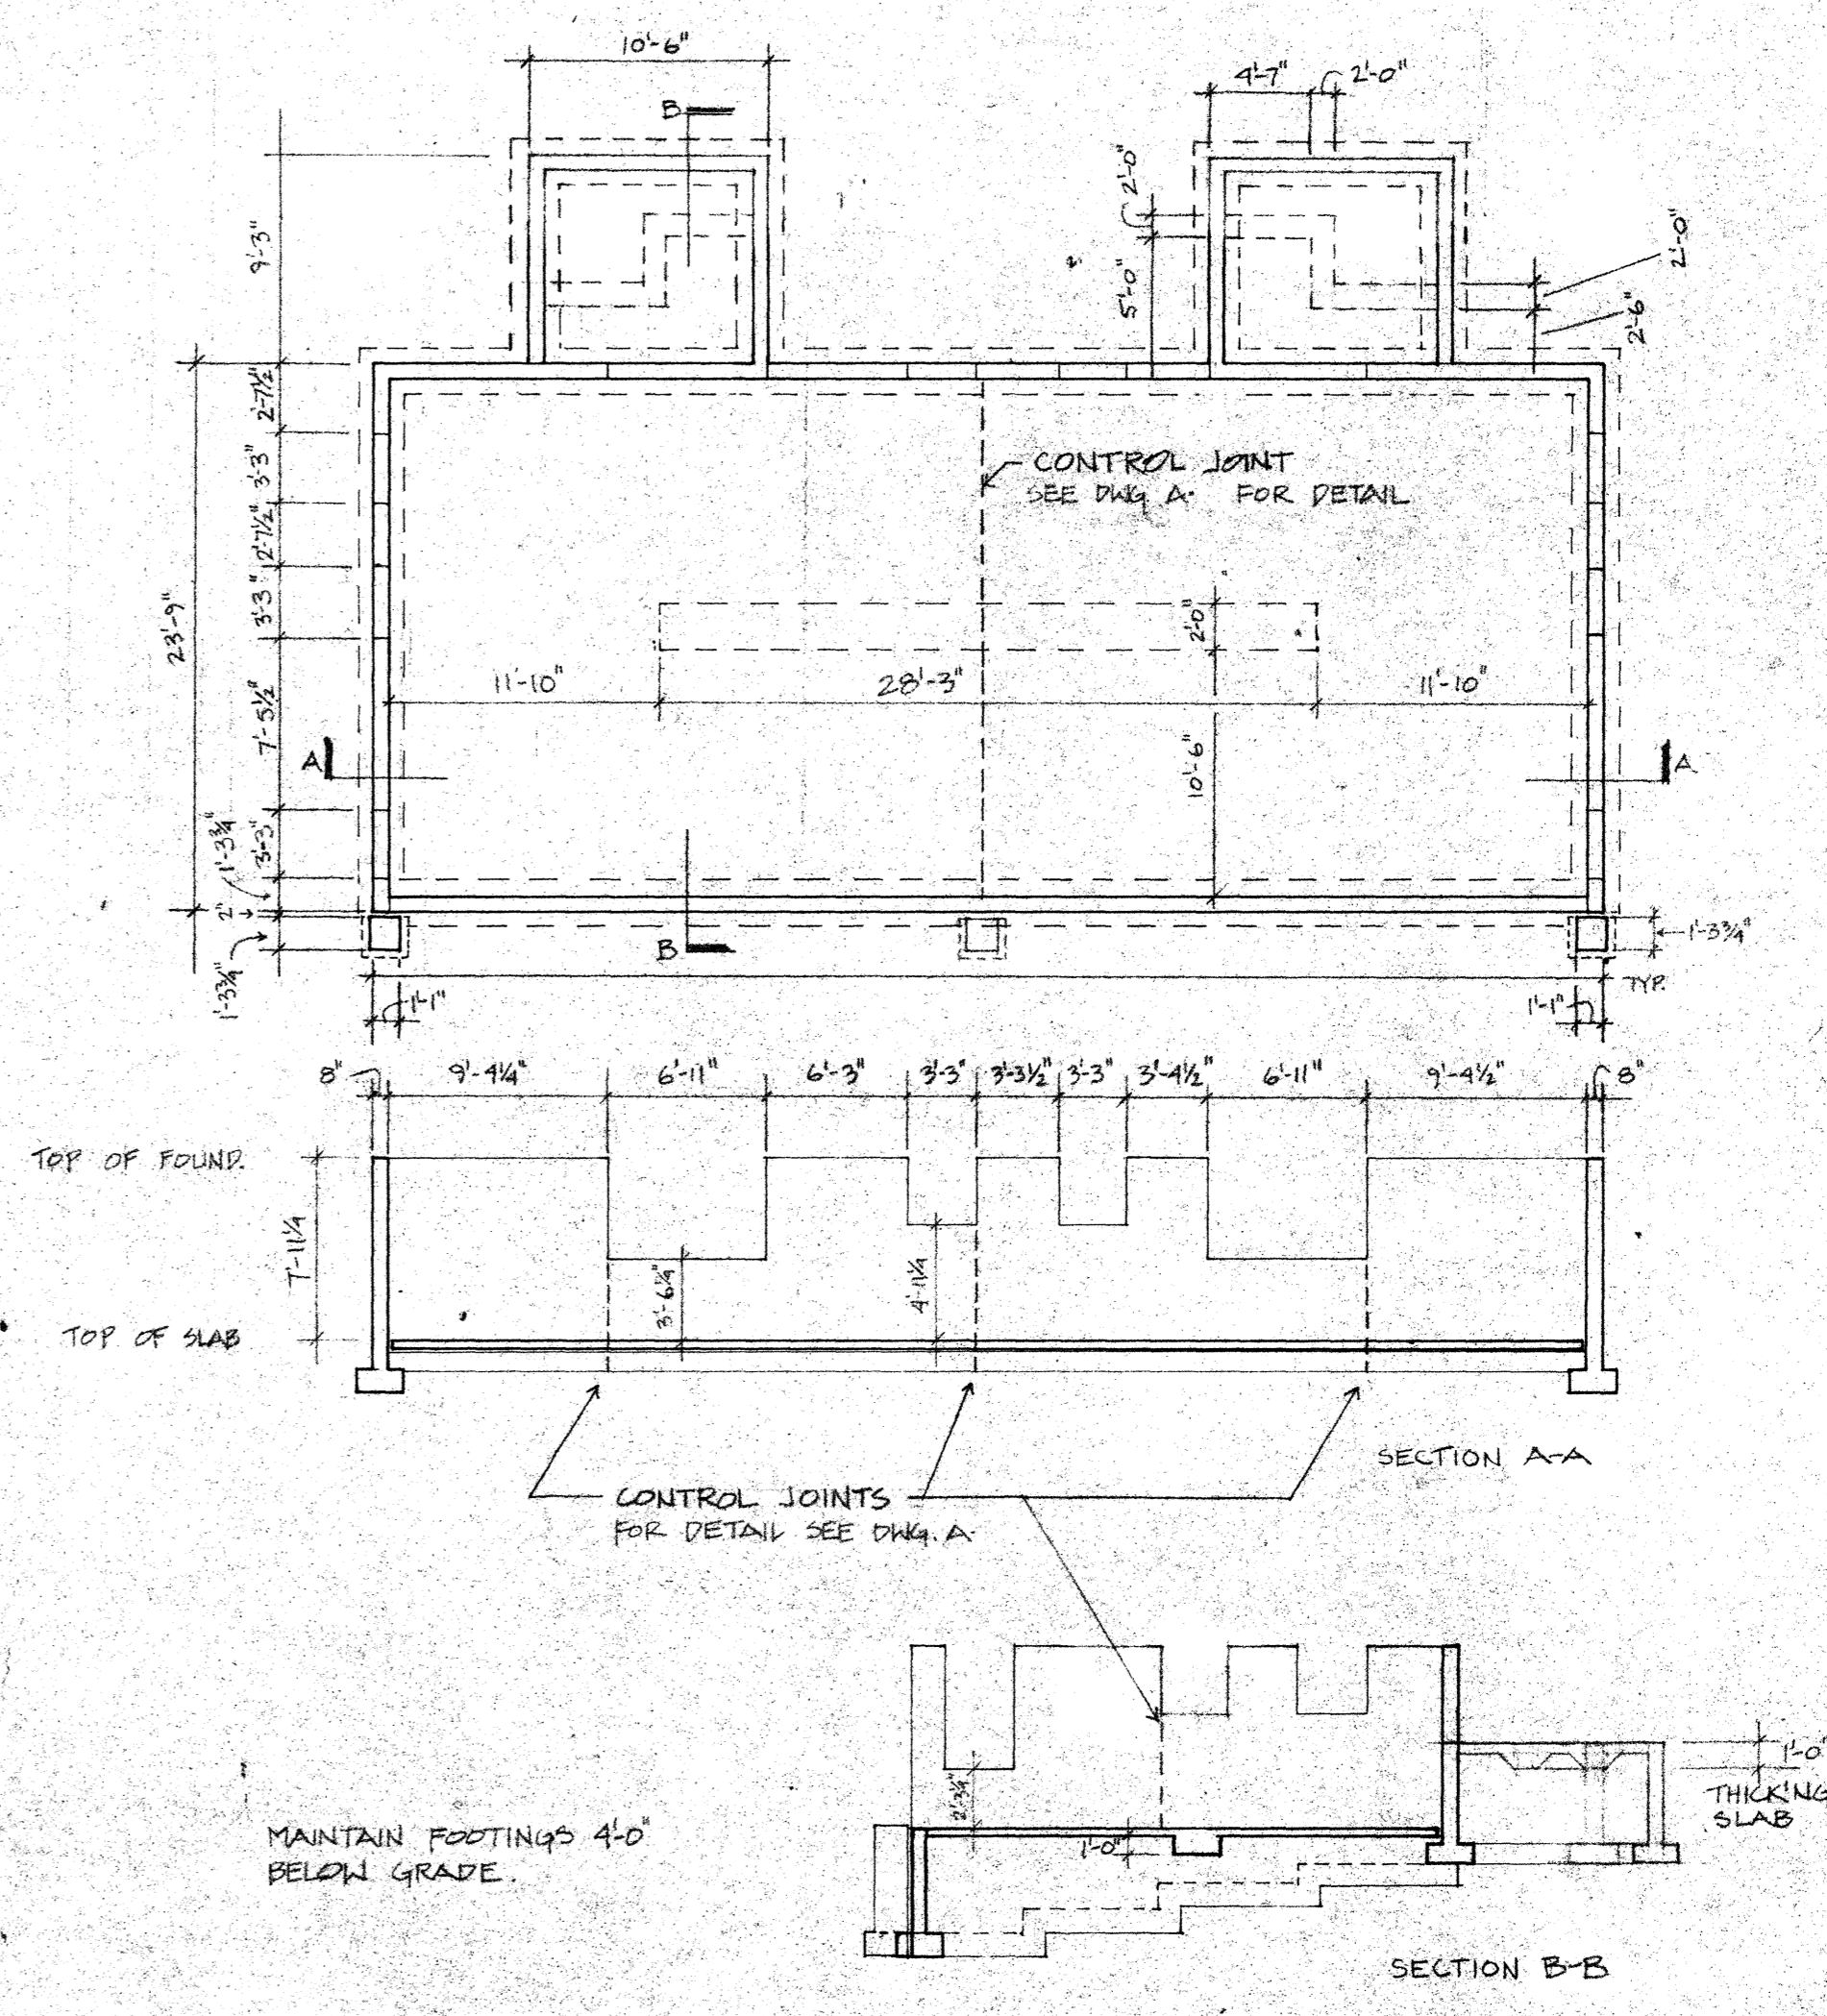 10'-6"
4'-7" 2'-0"
B
2'-0"
5'-0"
2'-0"
2'-6"
9'-3"
2'-7½"
3'-3"
2'-7½"
3'-3"
7'-5½"
3'-3"
23'-9"
1'-3¾"
2"
1'-3¾"
CONTROL JOINT
SEE DWG. A- FOR DETAIL
2'-0"
11'-10" 28'-3" 11'-10"
10'-6"
A A
B
1'-3¾"
TYP.
1'-1" 1'-1"
8" 9'-4¼" 6'-11" 6'-3" 3'-3" 3'-3½" 3'-3" 3'-4½" 6'-11" 9'-4½" 8"
TOP OF FOUND.
7'-11¼
3'-6¼"
4'-11¼
TOP OF SLAB
SECTION A-A
CONTROL JOINTS
FOR DETAIL SEE DWG. A-
1'-0"
THICK'NG
SLAB
2'-3¾"
1'-0"
MAINTAIN FOOTINGS 4'-0"
BELOW GRADE.
SECTION B-B